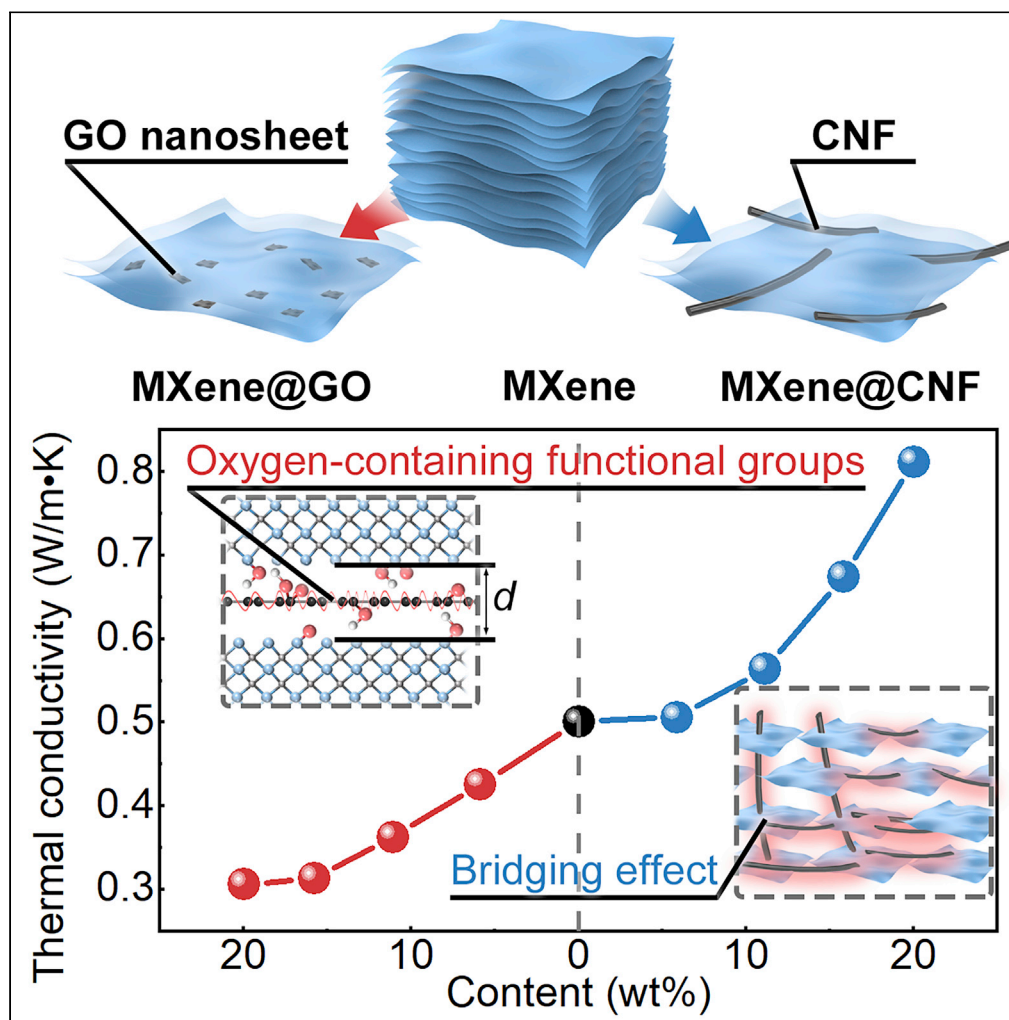 GO nanosheet
CNF
MXene@GO
MXene
MXene@CNF
Thermal conductivity (W/m•K)
0.8
0.7
0.6
0.5
0.4
0.3
Oxygen-containing functional groups
d
Bridging effect
20
10
0
10
20
Content (wt%)